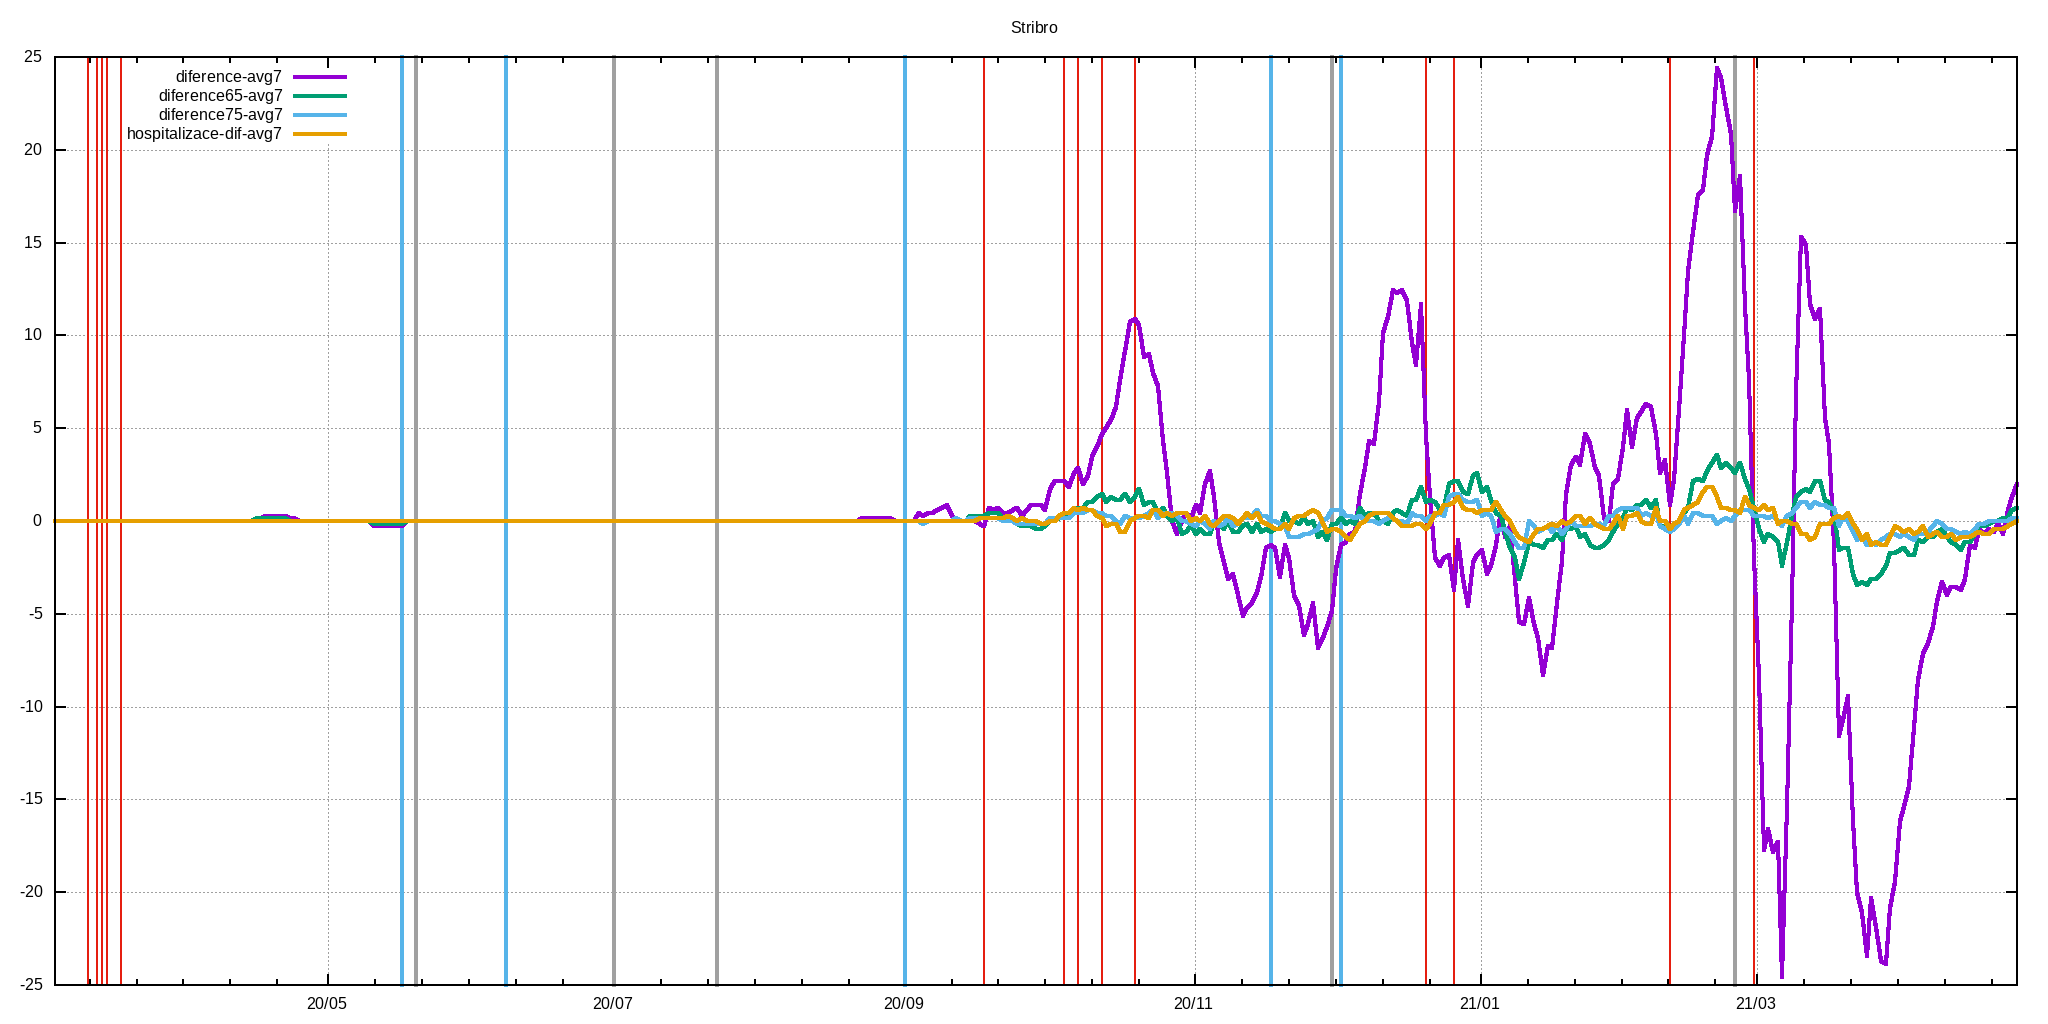 Stribro
diference-avg7
diference65-avg7
diference75-avg7
hospitalizace-dif-avg7
25
20
15
10
5
0
-5
-10
-15
-20
-25
20/05 20/07 20/09 20/11 21/01 21/03